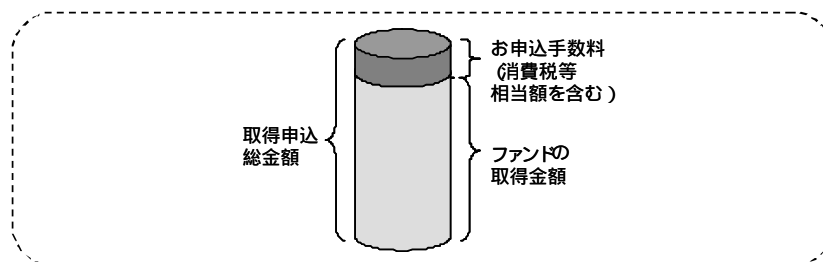 お申込手数料
(消費税等
相当額を含む)
取得申込
総金額
ファンドの
取得金額